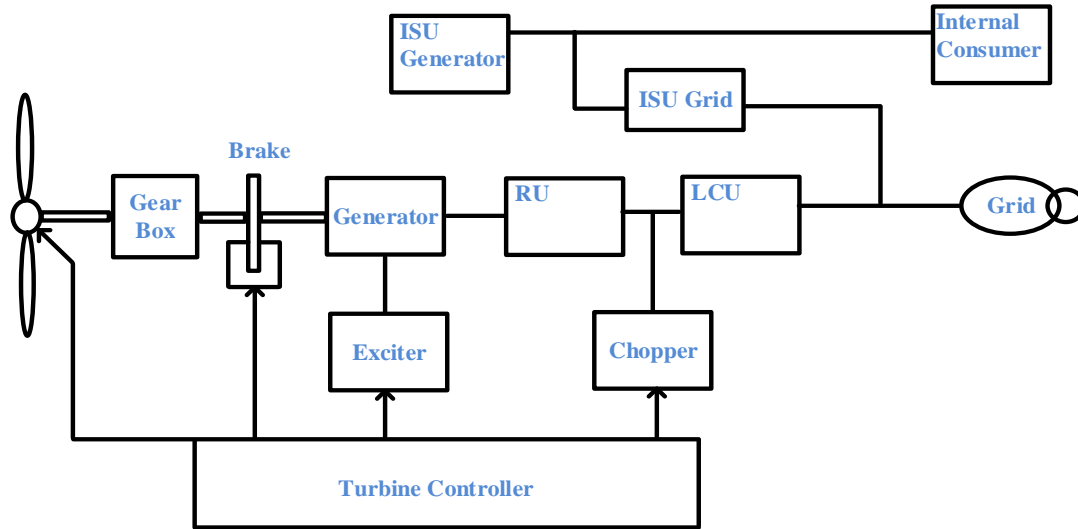 ISU
Generator
Internal
Consumer
ISU Grid
Brake
Gear
Box
Generator
RU
LCU
Grid
Exciter
Chopper
Turbine Controller